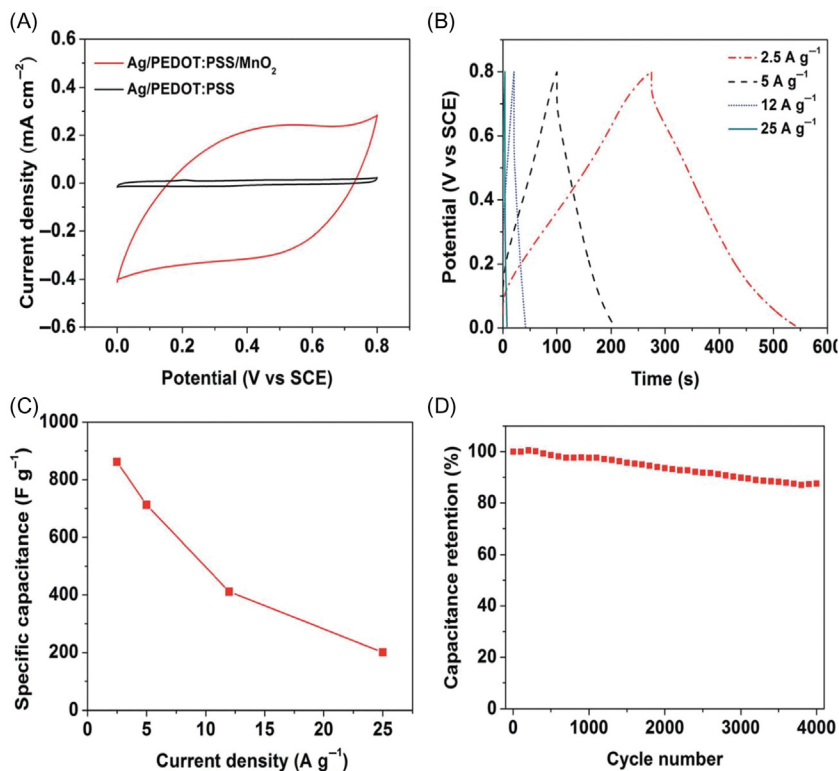 (A)
0.6
0.4
0.2
0.0
–0.2
–0.4
–0.6
Current density (mA cm⁻²)
Ag/PEDOT:PSS/MnO₂
Ag/PEDOT:PSS
0.0 0.2 0.4 0.6 0.8
Potential (V vs SCE)
(B)
0.8
0.6
0.4
0.2
0.0
Potential (V vs SCE)
2.5 A g⁻¹
5 A g⁻¹
12 A g⁻¹
25 A g⁻¹
0 100 200 300 400 500 600
Time (s)
(C)
1000
800
600
400
200
0
Specific capacitance (F g⁻¹)
0 5 10 15 20 25
Current density (A g⁻¹)
(D)
100
80
60
40
20
0
Capacitance retention (%)
0 1000 2000 3000 4000
Cycle number